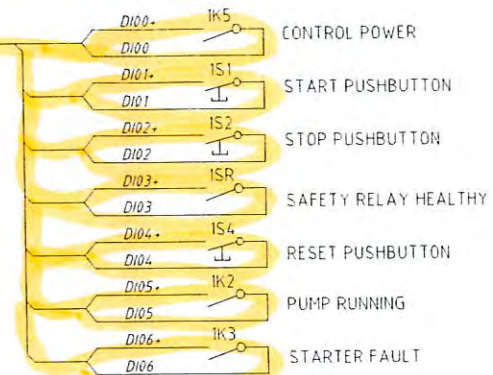 DI00+ 1K5
DI00 CONTROL POWER
DI01+ 1S1
DI01 START PUSHBUTTON
DI02+ 1S2
DI02 STOP PUSHBUTTON
DI03+ 1SR
DI03 SAFETY RELAY HEALTHY
DI04+ 1S4
DI04 RESET PUSHBUTTON
DI05+ 1K2
DI05 PUMP RUNNING
DI06+ 1K3
DI06 STARTER FAULT